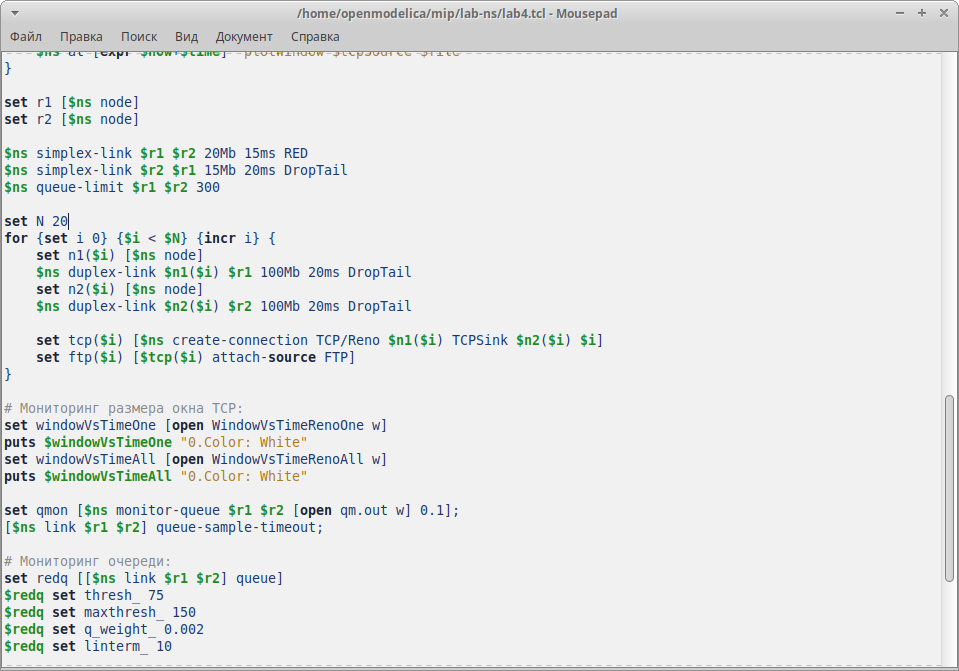 /home/openmodelica/mip/lab-ns/lab4.tcl - Mousepad
Файл Правка Поиск Вид Документ Справка
$ns at [expr $now+$time] "plotWindow $tcpSource $file"
}
set r1 [$ns node]
set r2 [$ns node]
$ns simplex-link $r1 $r2 20Mb 15ms RED
$ns simplex-link $r2 $r1 15Mb 20ms DropTail
$ns queue-limit $r1 $r2 300
set N 20
for {set i 0} {$i < $N} {incr i} {
    set n1($i) [$ns node]
    $ns duplex-link $n1($i) $r1 100Mb 20ms DropTail
    set n2($i) [$ns node]
    $ns duplex-link $n2($i) $r2 100Mb 20ms DropTail
    set tcp($i) [$ns create-connection TCP/Reno $n1($i) TCPSink $n2($i) $i]
    set ftp($i) [$tcp($i) attach-source FTP]
}
# Мониторинг размера окна TCP:
set windowVsTimeOne [open WindowVsTimeRenoOne w]
puts $windowVsTimeOne "0.Color: White"
set windowVsTimeAll [open WindowVsTimeRenoAll w]
puts $windowVsTimeAll "0.Color: White"
set qmon [$ns monitor-queue $r1 $r2 [open qm.out w] 0.1];
[$ns link $r1 $r2] queue-sample-timeout;
# Мониторинг очереди:
set redq [[$ns link $r1 $r2] queue]
$redq set thresh_ 75
$redq set maxthresh_ 150
$redq set q_weight_ 0.002
$redq set linterm_ 10